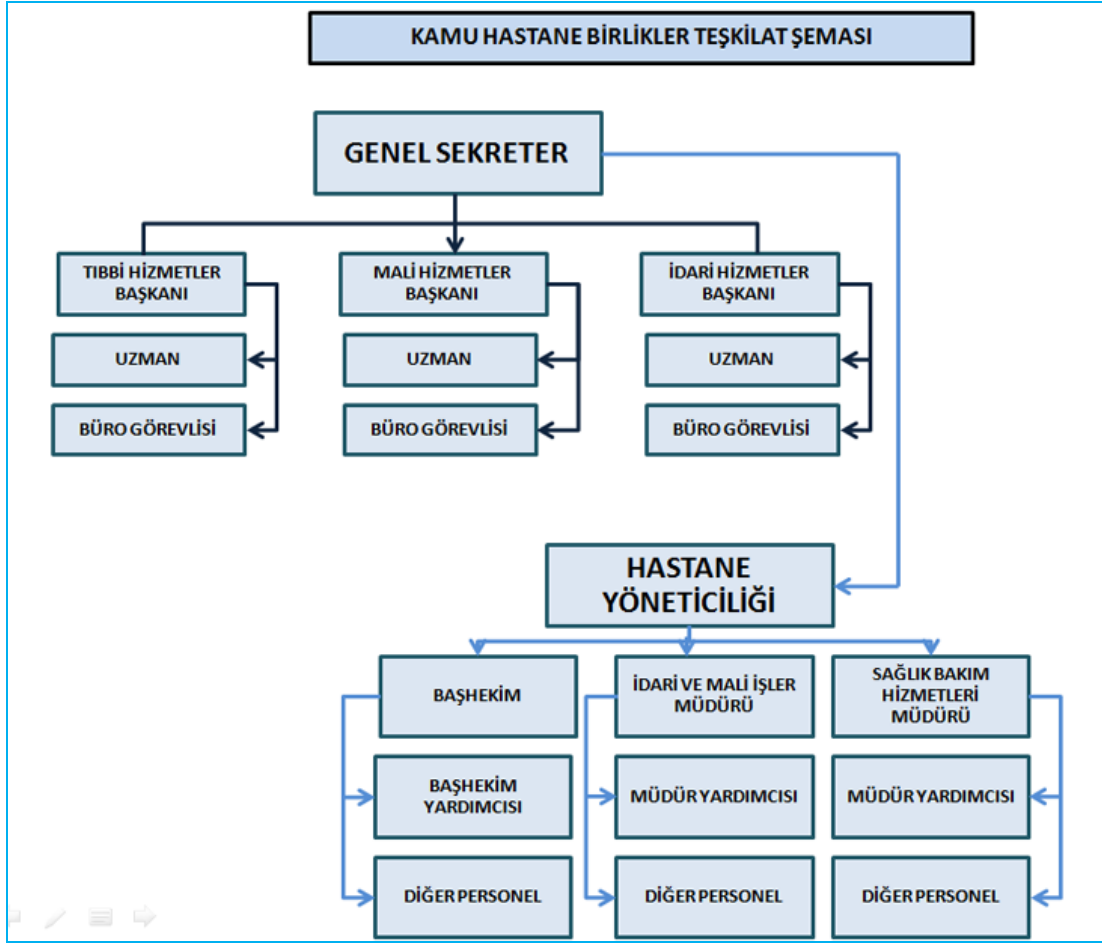 KAMU HASTANE BİRLİKLER TEŞKİLAT ŞEMASI
GENEL SEKRETER
TIBBİ HİZMETLER
BAŞKANI
MALİ HİZMETLER
BAŞKANI
İDARİ HİZMETLER
BAŞKANI
UZMAN
UZMAN
UZMAN
BÜRO GÖREVLİSİ
BÜRO GÖREVLİSİ
BÜRO GÖREVLİSİ
HASTANE
YÖNETİCİLİĞİ
BAŞHEKİM
İDARİ VE MALİ İŞLER
MÜDÜRÜ
SAĞLIK BAKIM
HİZMETLERİ
MÜDÜRÜ
BAŞHEKİM
YARDIMCISI
MÜDÜR YARDIMCISI
MÜDÜR YARDIMCISI
DİĞER PERSONEL
DİĞER PERSONEL
DİĞER PERSONEL